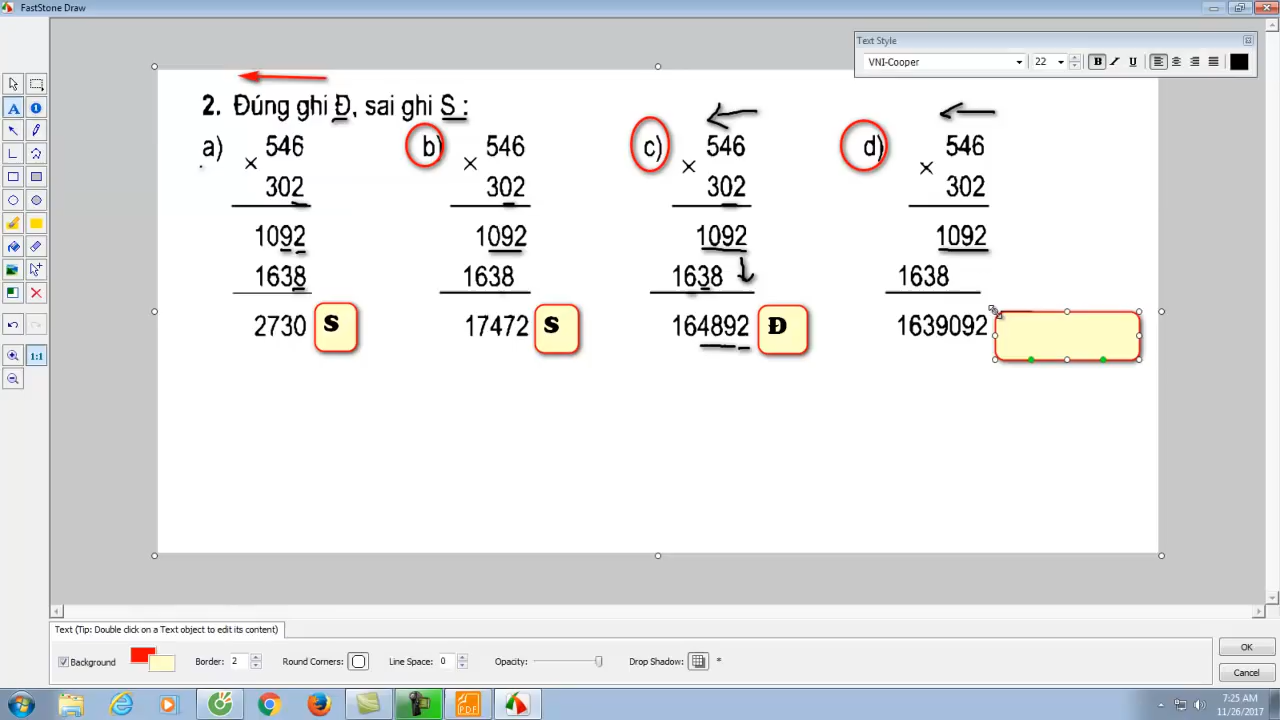 FastStone Draw
Text Style
VNI-Cooper
22
B I U
2. Đúng ghi Đ, sai ghi S :
a) 546
×
302
1092
1638
2730 S
b) 546
×
302
1092
1638
17472 S
c) 546
×
302
1092
1638
164892 Đ
d) 546
×
302
1092
1638
1639092
Text (Tip: Double click on a Text object to edit its content)
Background Border: 2 Round Corners: Line Space: 0 Opacity: Drop Shadow: *
OK
Cancel
A
1:1
PDF
7:25 AM
11/26/2017